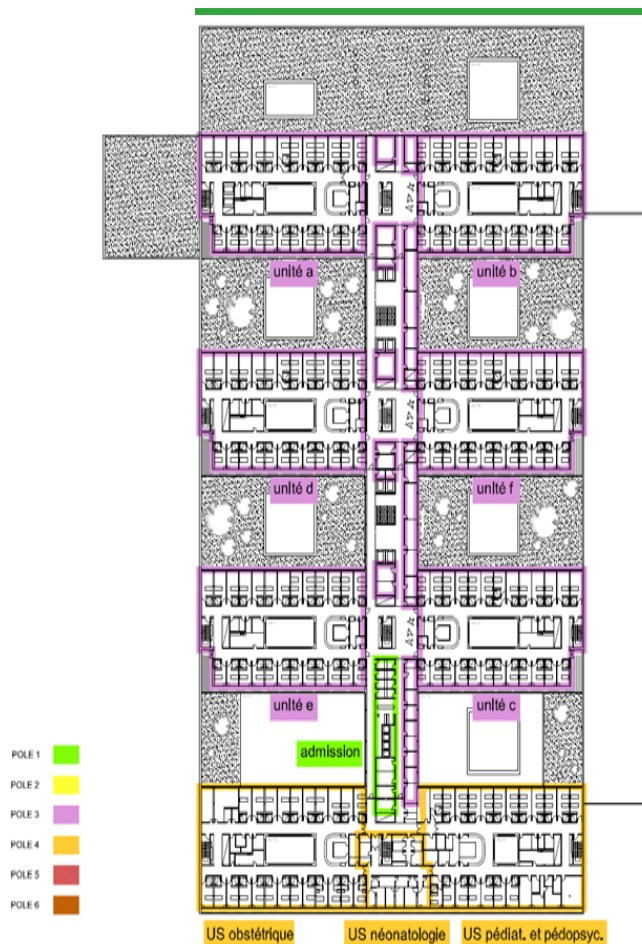 unité a
unité b
unité d
unité f
unité e
unité c
admission
POLE 1
POLE 2
POLE 3
POLE 4
POLE 5
POLE 6
US obstétrique
US néonatologie
US pédiat. et pédopsyc.